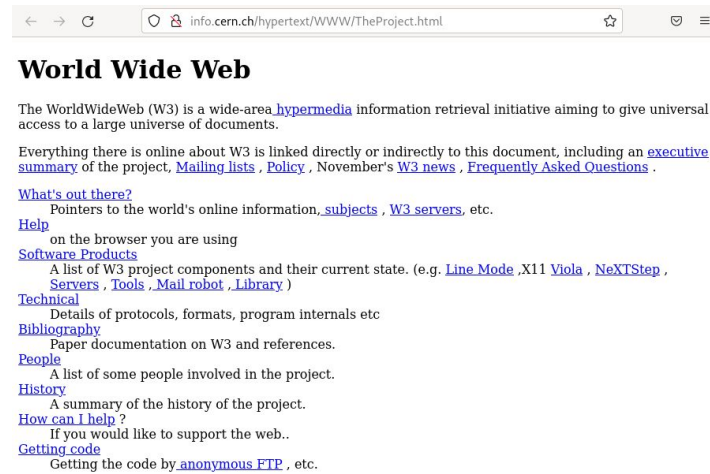 info.cern.ch/hypertext/WWW/TheProject.html
World Wide Web
The WorldWideWeb (W3) is a wide-area hypermedia information retrieval initiative aiming to give universal
access to a large universe of documents.
Everything there is online about W3 is linked directly or indirectly to this document, including an executive
summary of the project, Mailing lists , Policy , November's W3 news , Frequently Asked Questions .
What's out there?
Pointers to the world's online information, subjects , W3 servers, etc.
Help
on the browser you are using
Software Products
A list of W3 project components and their current state. (e.g. Line Mode ,X11 Viola , NeXTStep ,
Servers , Tools , Mail robot , Library )
Technical
Details of protocols, formats, program internals etc
Bibliography
Paper documentation on W3 and references.
People
A list of some people involved in the project.
History
A summary of the history of the project.
How can I help ?
If you would like to support the web..
Getting code
Getting the code by anonymous FTP , etc.